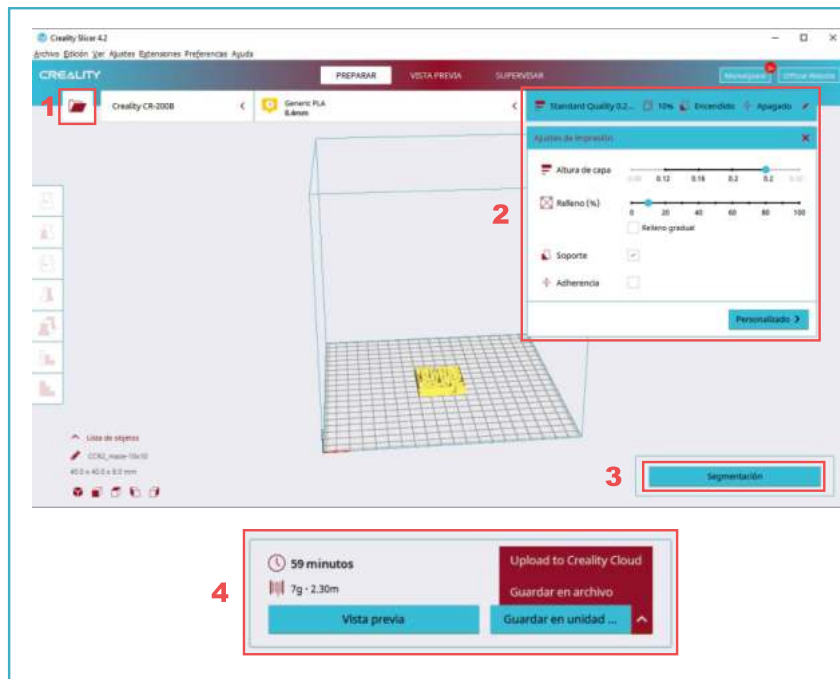 Creality Slicer 4.2
Archivo Edición Ver Ajustes Extensiones Preferencias Ayuda
CREALITY
PREPARAR VISTA PREVIA SUPERVISAR
Marketplace Official Website
1
Creality CR-200B
Generic PLA
0.4mm
Standard Quality 0.2... 10% Encendido Apagado
Ajustes de impresión
2
Altura de capa
0.12 0.16 0.2 0.2
Relleno (%)
0 20 40 60 80 100
Relleno gradual
Soporte
Adherencia
Personalizado
Lista de objetos
40.0 x 40.0 x 8.0 mm
3
Segmentación
4
59 minutos
7g · 2.30m
Vista previa
Upload to Creality Cloud
Guardar en archivo
Guardar en unidad ...